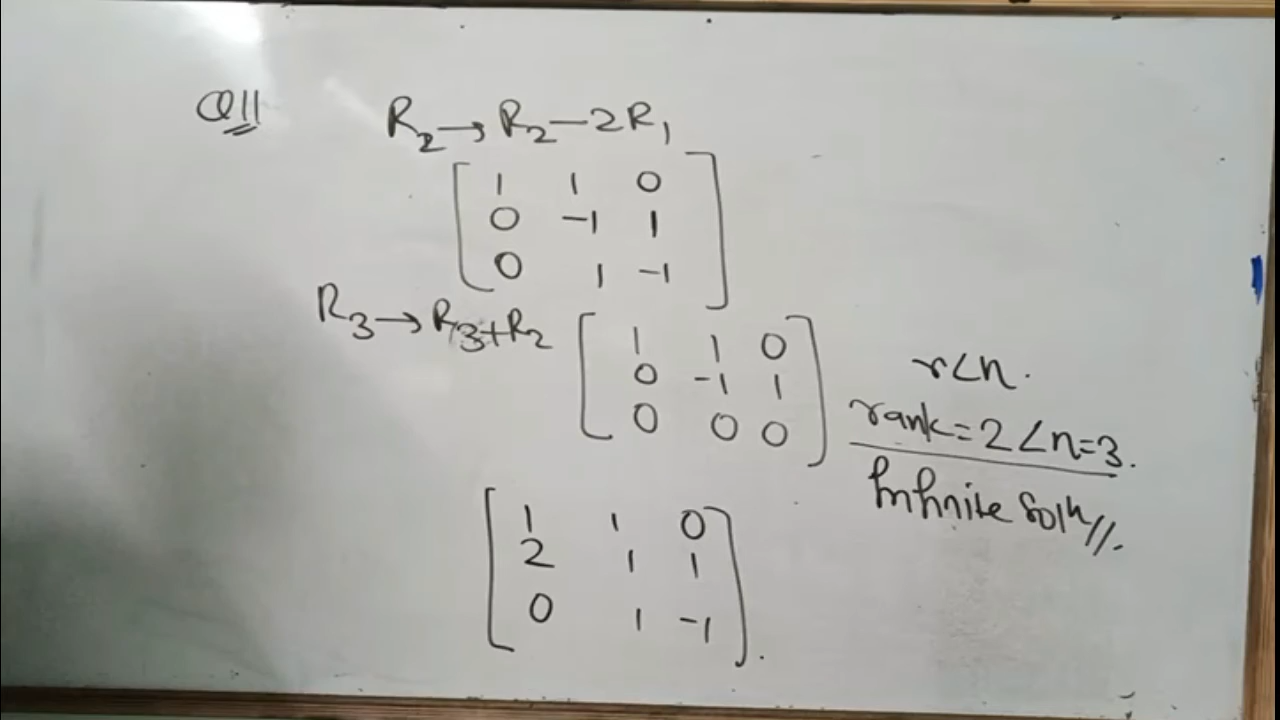 Q11
R₂→R₂-2R₁
1 1 0
0 -1 1
0 1 -1
R₃→R₃+R₂
1 1 0
0 -1 1
0 0 0
r<n.
rank=2<n=3.
Infinite solⁿ//.
1 1 0
2 1 1
0 1 -1